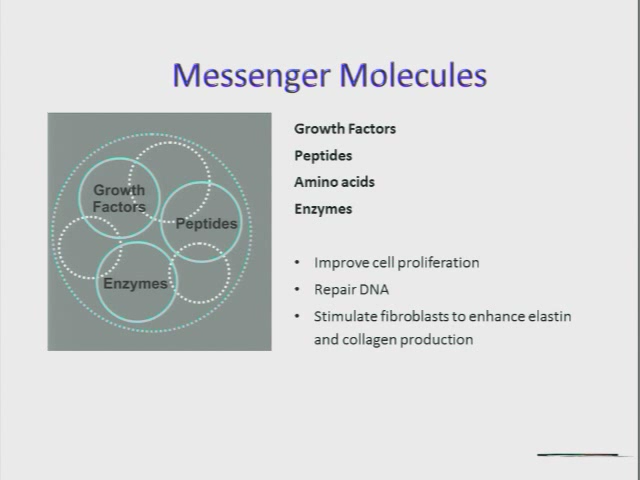 Messenger Molecules
Growth
Factors
Peptides
Enzymes
Growth Factors
Peptides
Amino acids
Enzymes
• Improve cell proliferation
• Repair DNA
• Stimulate fibroblasts to enhance elastin
and collagen production